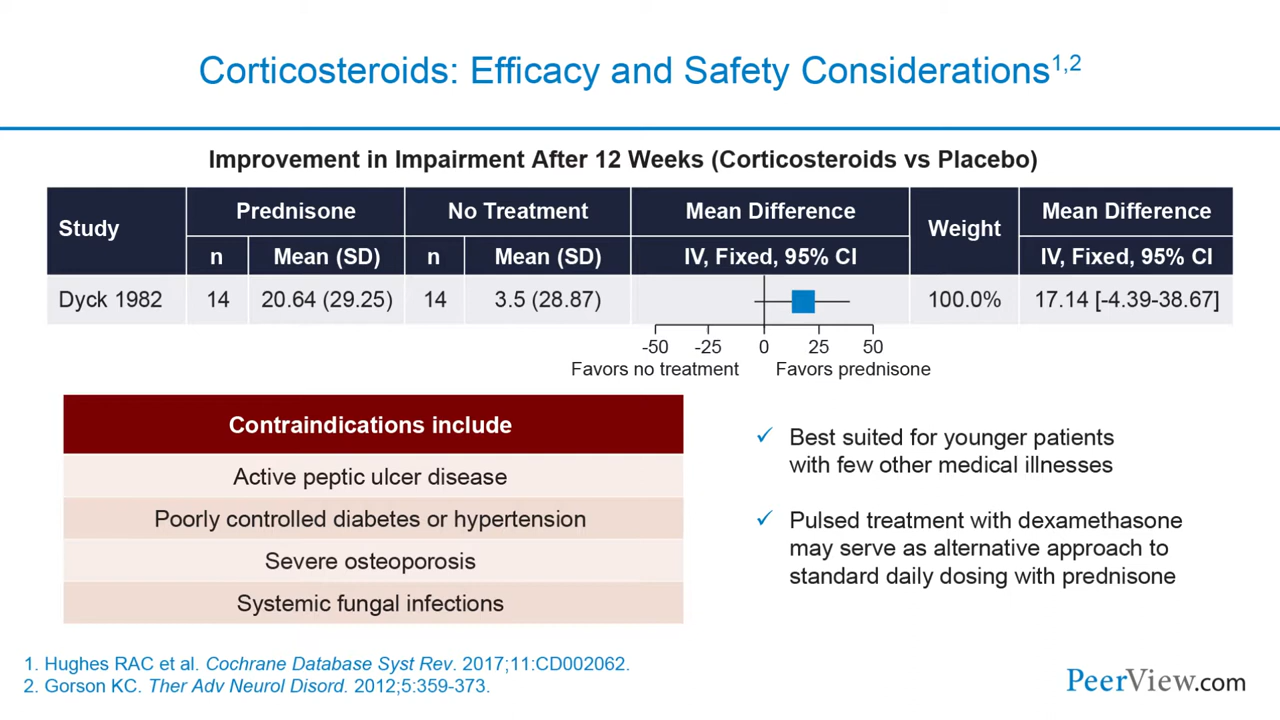 Corticosteroids: Efficacy and Safety Considerations1,2
Improvement in Impairment After 12 Weeks (Corticosteroids vs Placebo)
Study Prednisone No Treatment Mean Difference Weight Mean Difference
n Mean (SD) n Mean (SD) IV, Fixed, 95% CI IV, Fixed, 95% CI
Dyck 1982 14 20.64 (29.25) 14 3.5 (28.87) 100.0% 17.14 [-4.39-38.67]
-50 -25 0 25 50
Favors no treatment Favors prednisone
Contraindications include
Active peptic ulcer disease
Poorly controlled diabetes or hypertension
Severe osteoporosis
Systemic fungal infections
✓ Best suited for younger patients
with few other medical illnesses
✓ Pulsed treatment with dexamethasone
may serve as alternative approach to
standard daily dosing with prednisone
1. Hughes RAC et al. Cochrane Database Syst Rev. 2017;11:CD002062.
2. Gorson KC. Ther Adv Neurol Disord. 2012;5:359-373.
PeerView.com